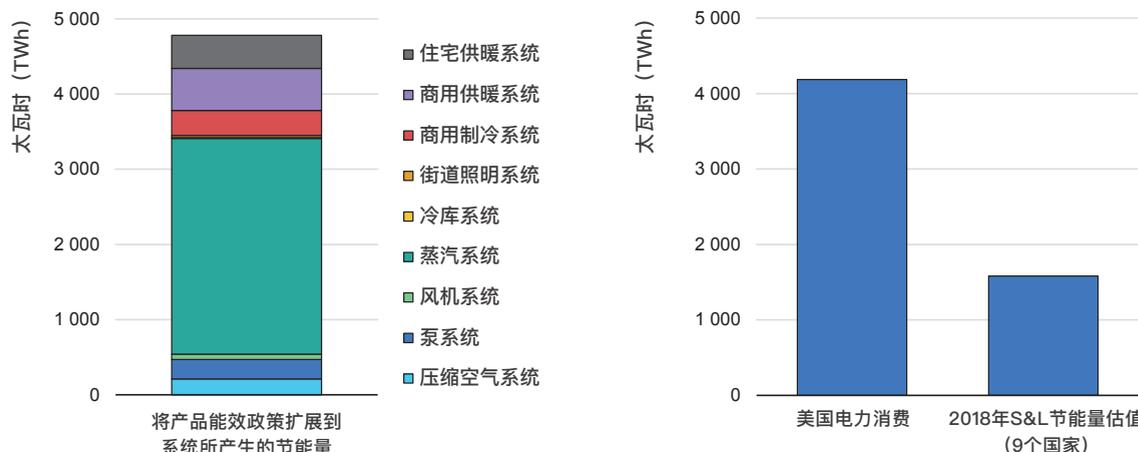 太瓦时（TWh）
5 000
4 000
3 000
2 000
1 000
0
将产品能效政策扩展到
系统所产生的节能量
住宅供暖系统
商用供暖系统
商用制冷系统
街道照明系统
冷库系统
蒸汽系统
风机系统
泵系统
压缩空气系统
太瓦时（TWh）
5 000
4 000
3 000
2 000
1 000
0
美国电力消费
2018年S&L节能量估值
（9个国家）